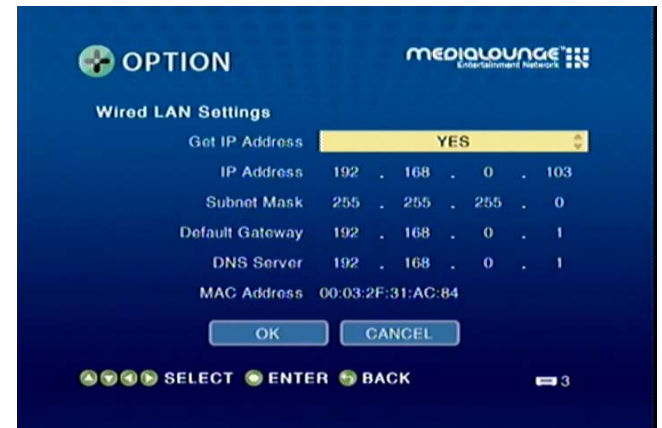 OPTION
MEDIALOUNGE™
Entertainment Network
Wired LAN Settings
Get IP Address YES
IP Address 192 . 168 . 0 . 103
Subnet Mask 255 . 255 . 255 . 0
Default Gateway 192 . 168 . 0 . 1
DNS Server 192 . 168 . 0 . 1
MAC Address 00:03:2F:31:AC:84
OK CANCEL
SELECT ENTER BACK 3